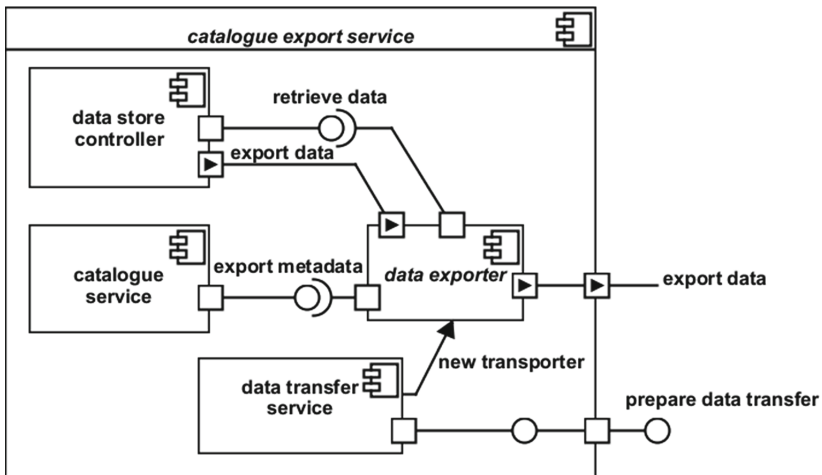 catalogue export service
data store
controller
retrieve data
export data
catalogue
service
export metadata
data exporter
export data
new transporter
data transfer
service
prepare data transfer